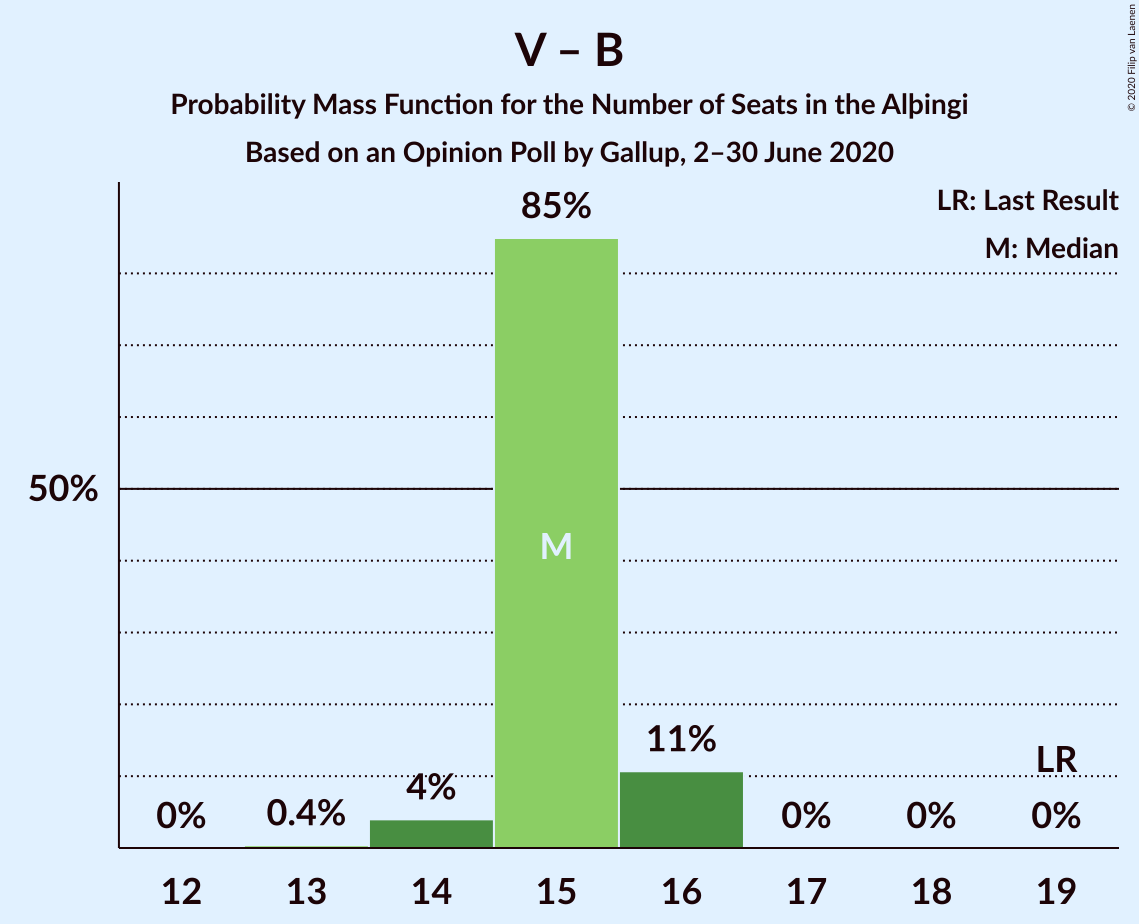 V – B
Probability Mass Function for the Number of Seats in the Alþingi
Based on an Opinion Poll by Gallup, 2–30 June 2020
© 2020 Filip van Laenen
LR: Last Result
M: Median
85%
50%
M
11%
LR
4%
0%
0.4%
0%
0%
0%
12 13 14 15 16 17 18 19